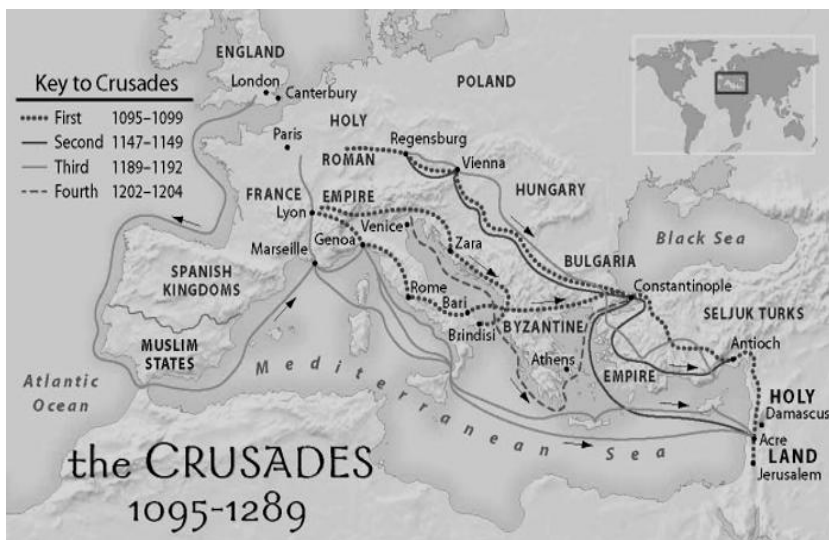 ENGLAND
Key to Crusades
First 1095–1099
Second 1147–1149
Third 1189–1192
Fourth 1202–1204
London
Canterbury
POLAND
Paris
HOLY
ROMAN
EMPIRE
Regensburg
Vienna
HUNGARY
FRANCE
Lyon
Venice
Genoa
Zara
Marseille
BULGARIA
Black Sea
SPANISH
KINGDOMS
Rome
Bari
Brindisi
Constantinople
SELJUK TURKS
MUSLIM
STATES
BYZANTINE
EMPIRE
Athens
Antioch
Atlantic
Ocean
Mediterranean Sea
HOLY
LAND
Damascus
Acre
Jerusalem
the CRUSADES
1095-1289